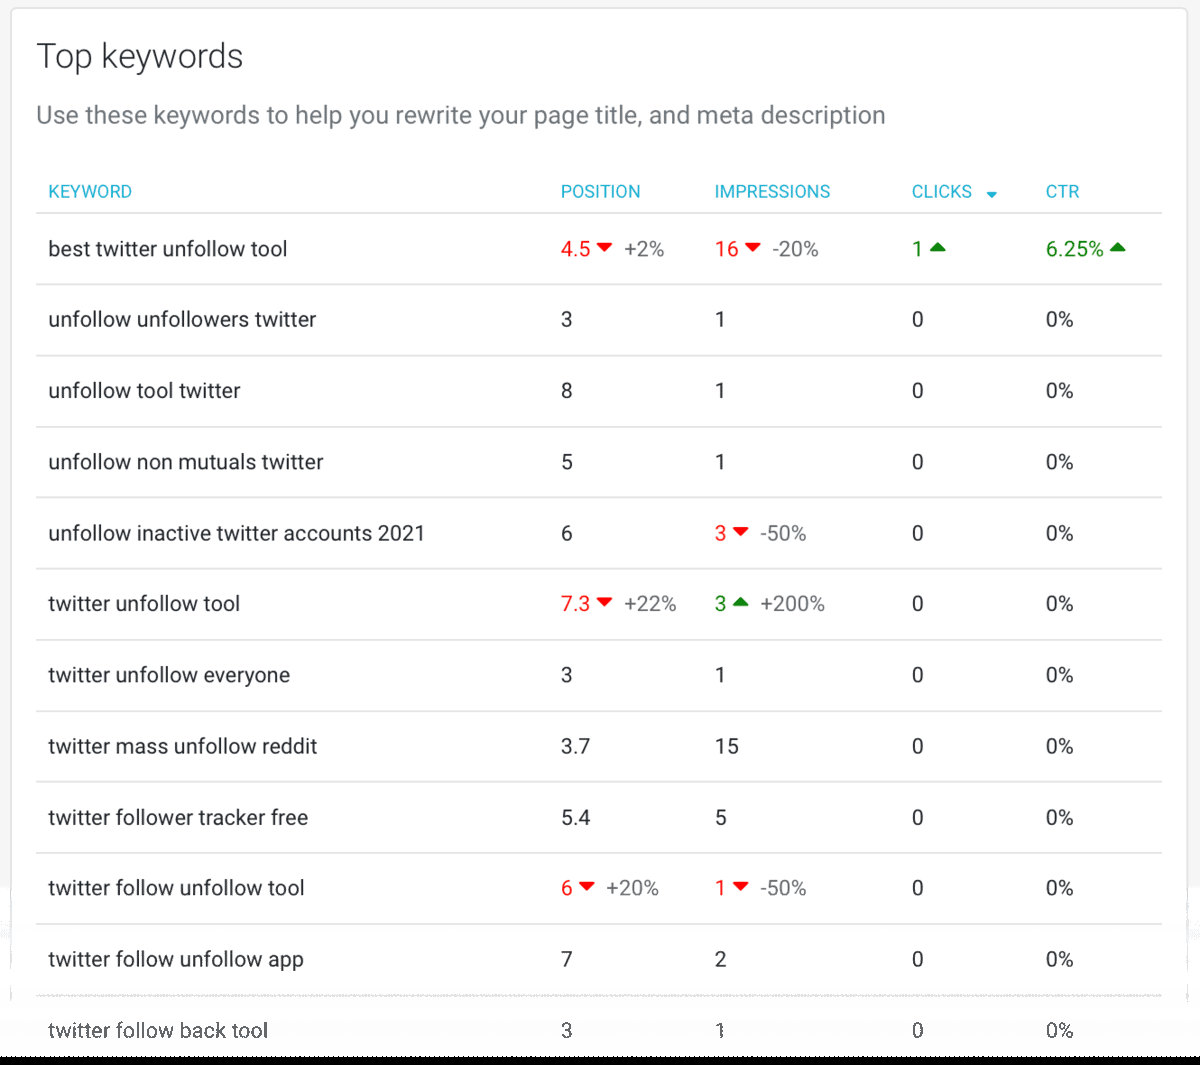 Top keywords
Use these keywords to help you rewrite your page title, and meta description
KEYWORD POSITION IMPRESSIONS CLICKS CTR
best twitter unfollow tool 4.5 +2% 16 -20% 1 6.25%
unfollow unfollowers twitter 3 1 0 0%
unfollow tool twitter 8 1 0 0%
unfollow non mutuals twitter 5 1 0 0%
unfollow inactive twitter accounts 2021 6 3 -50% 0 0%
twitter unfollow tool 7.3 +22% 3 +200% 0 0%
twitter unfollow everyone 3 1 0 0%
twitter mass unfollow reddit 3.7 15 0 0%
twitter follower tracker free 5.4 5 0 0%
twitter follow unfollow tool 6 +20% 1 -50% 0 0%
twitter follow unfollow app 7 2 0 0%
twitter follow back tool 3 1 0 0%